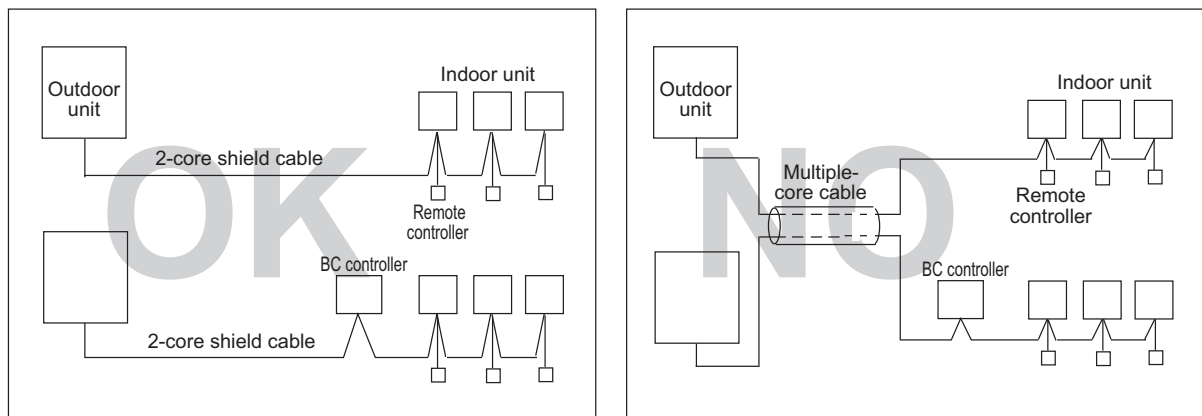 OK
Outdoor
unit
Indoor unit
2-core shield cable
Remote
controller
BC controller
2-core shield cable
NO
Outdoor
unit
Indoor unit
Multiple-
core cable
Remote
controller
BC controller